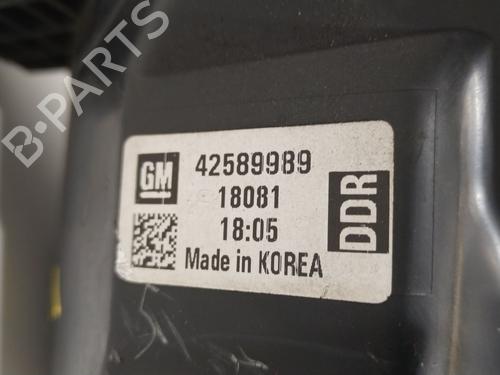 B-PARTS
GM
42589989
18081
18:05
Made in KOREA
DDR